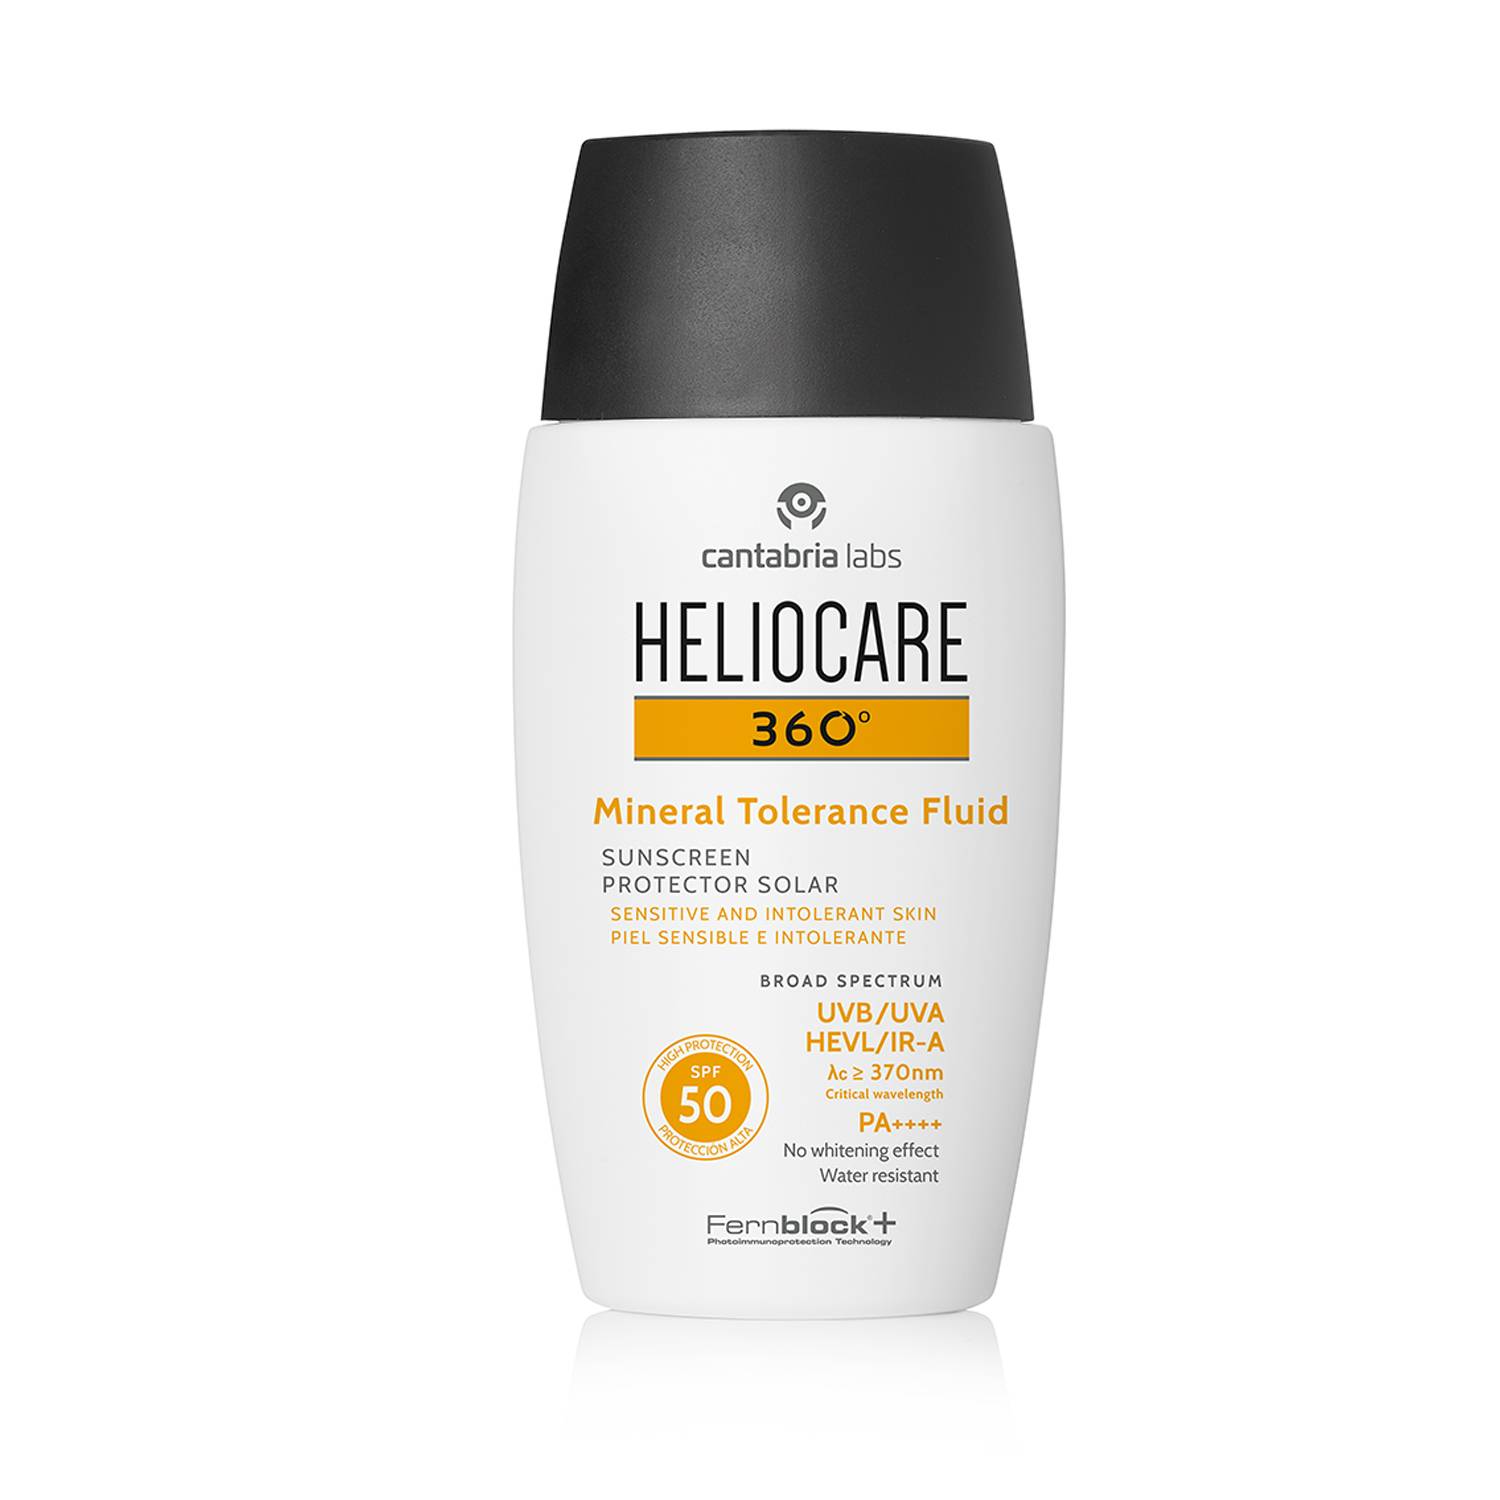 cantabria labs
HELIOCARE
360º
Mineral Tolerance Fluid
SUNSCREEN
PROTECTOR SOLAR
SENSITIVE AND INTOLERANT SKIN
PIEL SENSIBLE E INTOLERANTE
BROAD SPECTRUM
UVB/UVA
HEVL/IR-A
λc ≥ 370nm
Critical wavelength
PA++++
No whitening effect
Water resistant
HIGH PROTECTION
SPF
50
PROTECCIÓN ALTA
Fernblock®+
Photoimmunoprotection Technology